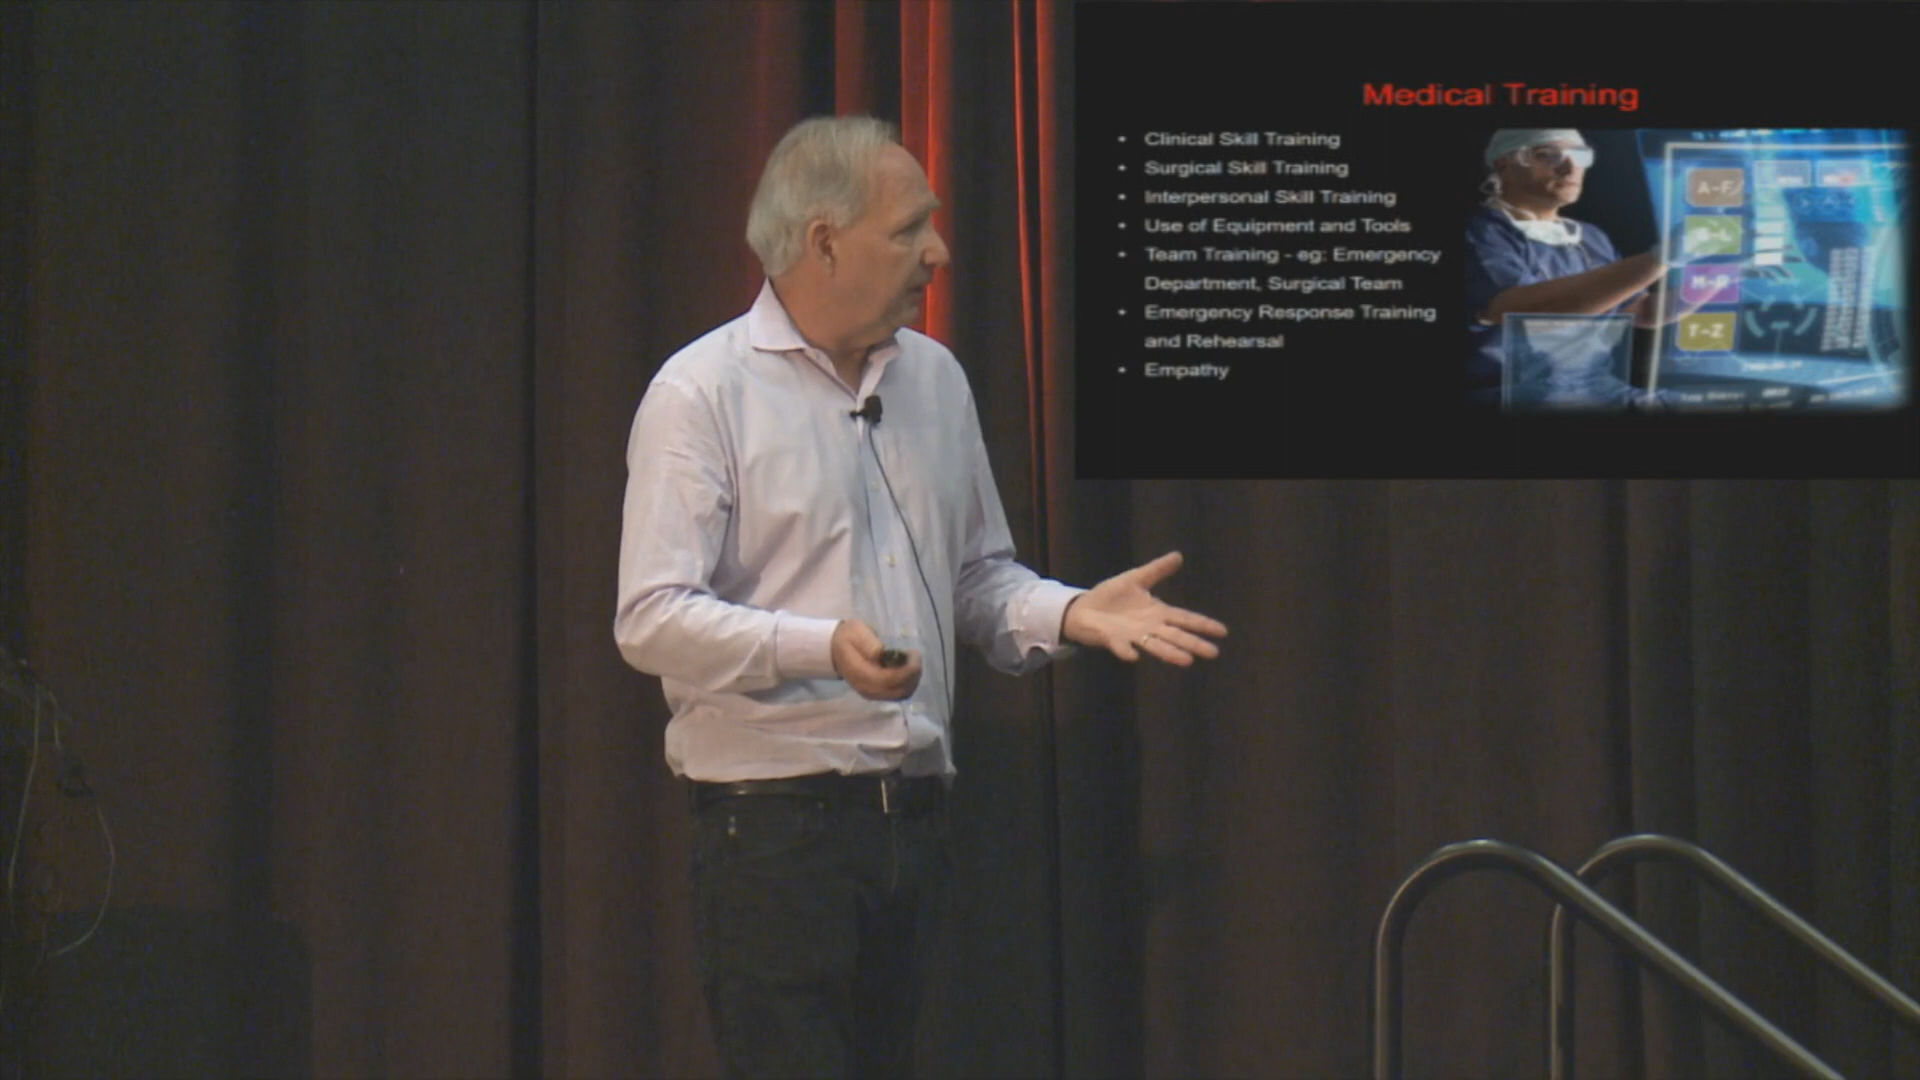 Medical Training
• Clinical Skill Training
• Surgical Skill Training
• Interpersonal Skill Training
• Use of Equipment and Tools
• Team Training - eg: Emergency
Department, Surgical Team
• Emergency Response Training
and Rehearsal
• Empathy
A-F
M-R
T-Z